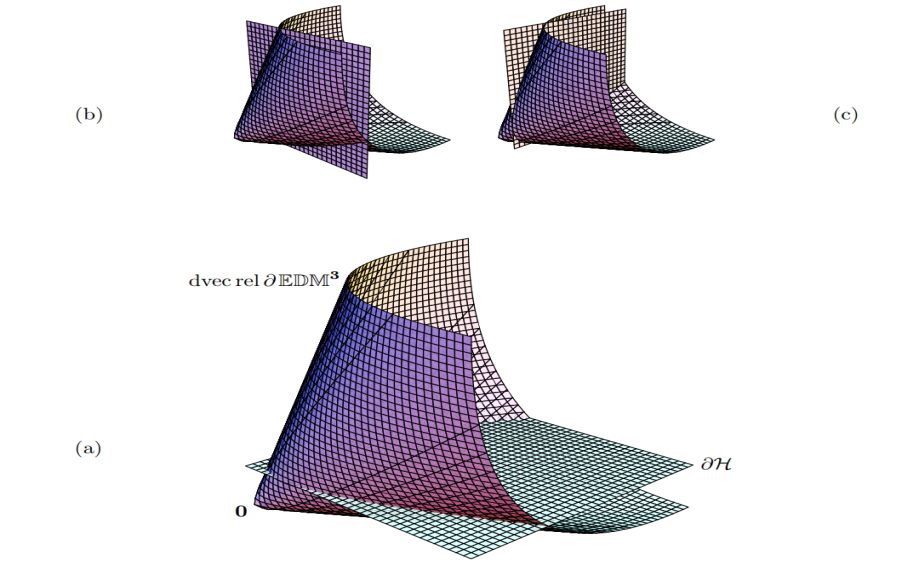 (b)
(c)
dvec rel ∂𝔼𝔻𝕄³
(a)
∂ℋ
0